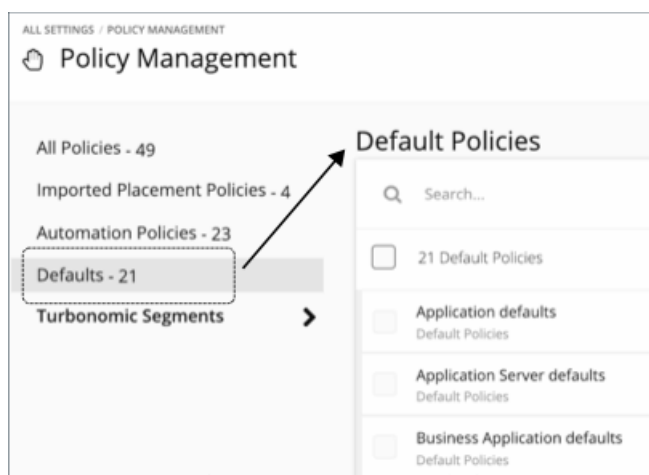 ALL SETTINGS / POLICY MANAGEMENT
Policy Management
All Policies - 49
Imported Placement Policies - 4
Automation Policies - 23
Defaults - 21
Turbonomic Segments
Default Policies
Search...
21 Default Policies
Application defaults
Default Policies
Application Server defaults
Default Policies
Business Application defaults
Default Policies